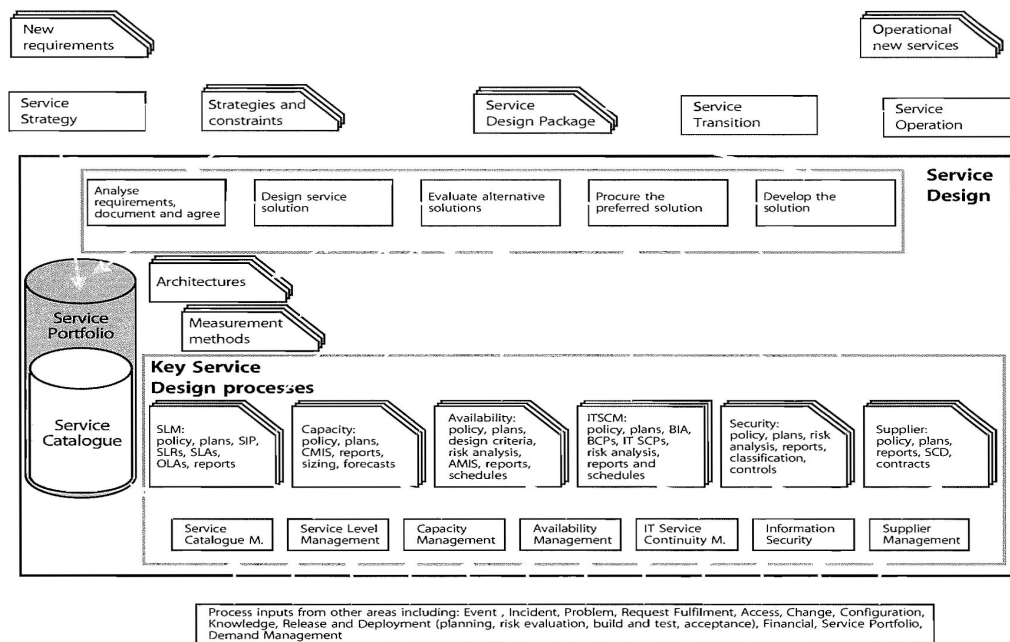 New
requirements
Operational
new services
Service
Strategy
Strategies and
constraints
Service
Design Package
Service
Transition
Service
Operation
Service
Design
Analyse
requirements,
document and agree
Design service
solution
Evaluate alternative
solutions
Procure the
preferred solution
Develop the
solution
Architectures
Measurement
methods
Service
Portfolio
Service
Catalogue
Key Service
Design processes
SLM:
policy, plans, SIP,
SLRs, SLAs,
OLAs, reports
Capacity:
policy, plans,
CMIS, reports,
sizing, forecasts
Availability:
policy, plans,
design criteria,
risk analysis,
AMIS, reports,
schedules
ITSCM:
policy, plans, BIA,
BCPs, IT SCPs,
risk analysis,
reports and
schedules
Security:
policy, plans, risk
analysis, reports,
classification,
controls
Supplier:
policy, plans,
reports, SCD,
contracts
Service
Catalogue M.
Service Level
Management
Capacity
Management
Availability
Management
IT Service
Continuity M.
Information
Security
Supplier
Management
Process inputs from other areas including: Event , Incident, Problem, Request Fulfilment, Access, Change, Configuration,
Knowledge, Release and Deployment (planning, risk evaluation, build and test, acceptance), Financial, Service Portfolio,
Demand Management